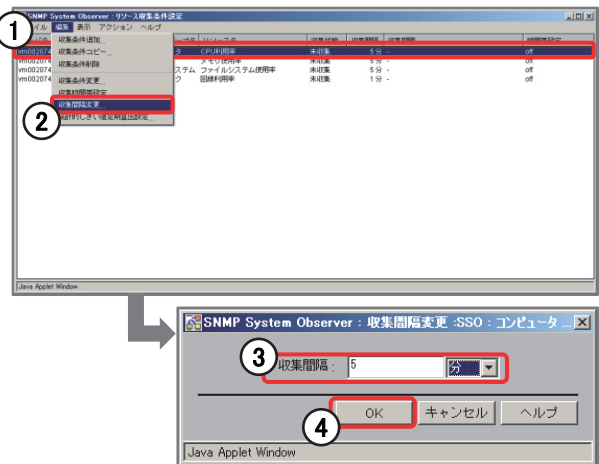 SNMP System Observer : リソース収集条件設定
1
編集 表示 アクション ヘルプ
収集条件追加...
収集条件コピー...
収集条件削除
収集条件変更...
収集時間帯設定...
収集間隔変更...
2
リソース名 収集状態 収集間隔 収集期間 時間帯設定
vm002074 CPU利用率 未収集 5 分 - off
vm002074 メモリ使用率 未収集 5 分 - off
vm002074 ステム ファイルシステム使用率 未収集 5 分 - off
vm002074 ク 回線利用率 未収集 1 分 - off
Java Applet Window
SNMP System Observer : 収集間隔変更 :SSO : コンピュータ ...
3
収集間隔 : 5 分
4
OK キャンセル ヘルプ
Java Applet Window